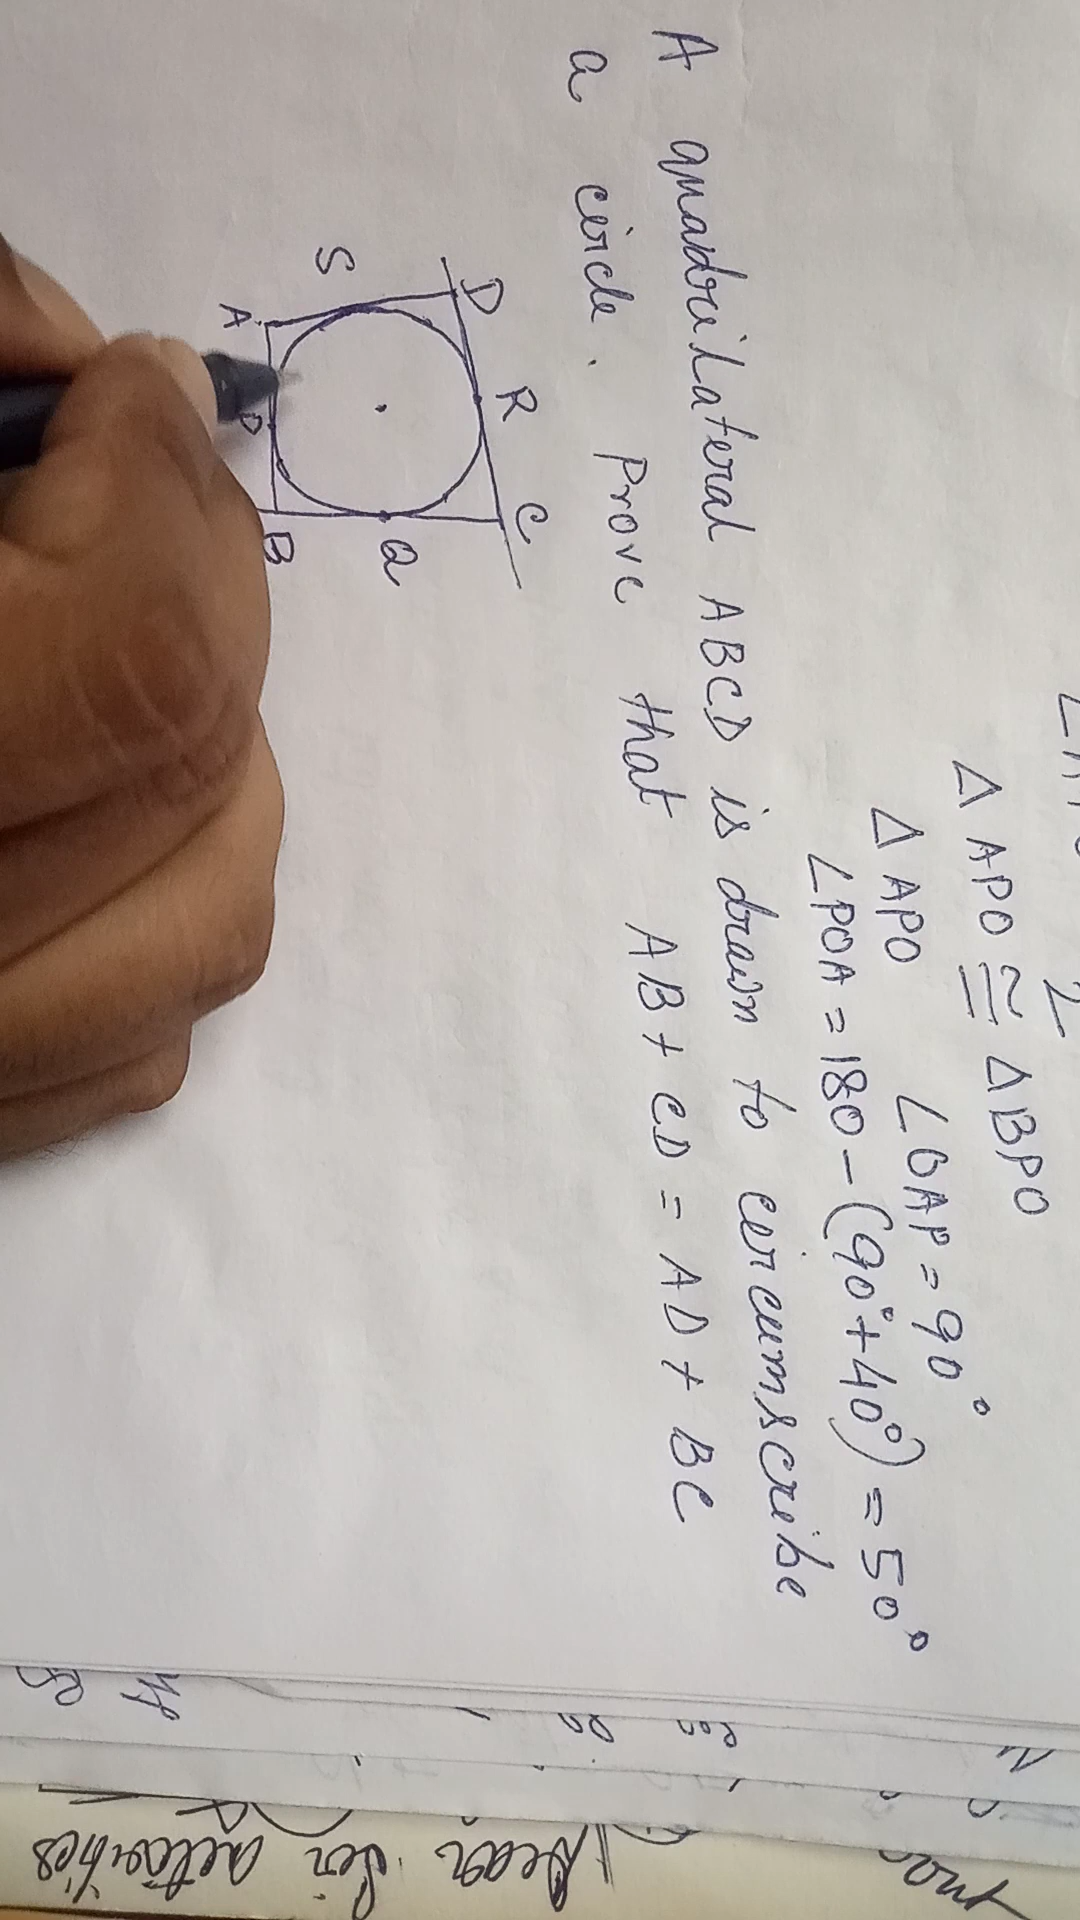 △ APO ≅ △ BPO
△ APO ∠OAP = 90°
∠POA = 180 - (90° + 40°) = 50°
A quadrilateral ABCD is drawn to circumscribe
a circle. Prove that AB + CD = AD + BC
D R C
S Q
A P B